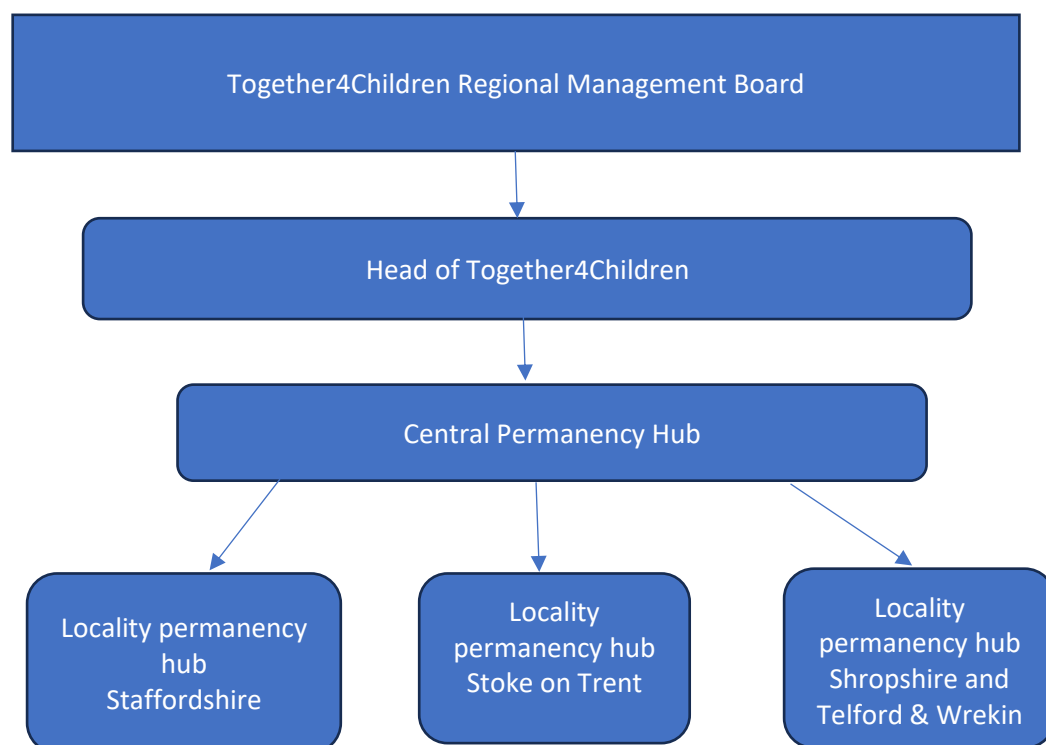 Together4Children Regional Management Board
Head of Together4Children
Central Permanency Hub
Locality permanency
hub
Staffordshire
Locality
permanency hub
Stoke on Trent
Locality
permanency hub
Shropshire and
Telford & Wrekin